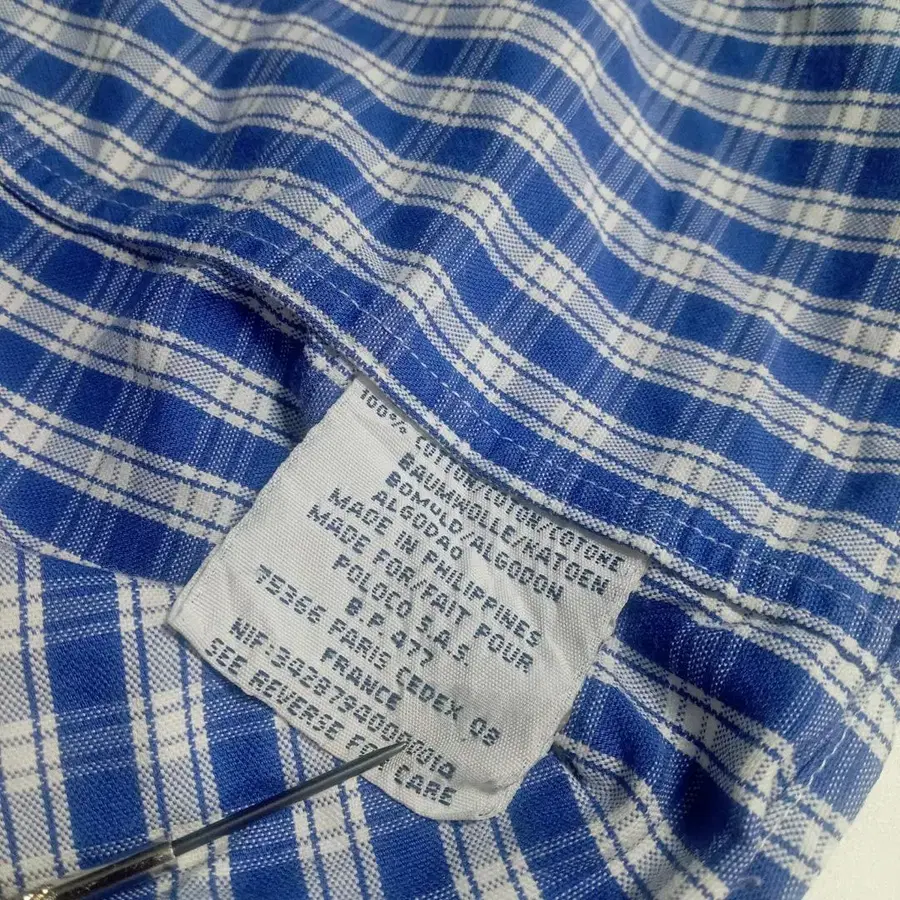 100% COTTON/COTON/COTONE
BAUMWOLLE/KATOEN
BOMULD/ALGODON
ALGODAO
MADE IN PHILIPPINES
MADE FOR/FAIT POUR
POLOCO S.A.S.
B.P. 477
75366 PARIS CEDEX 08
FRANCE
SEE REVERSE FOR CARE